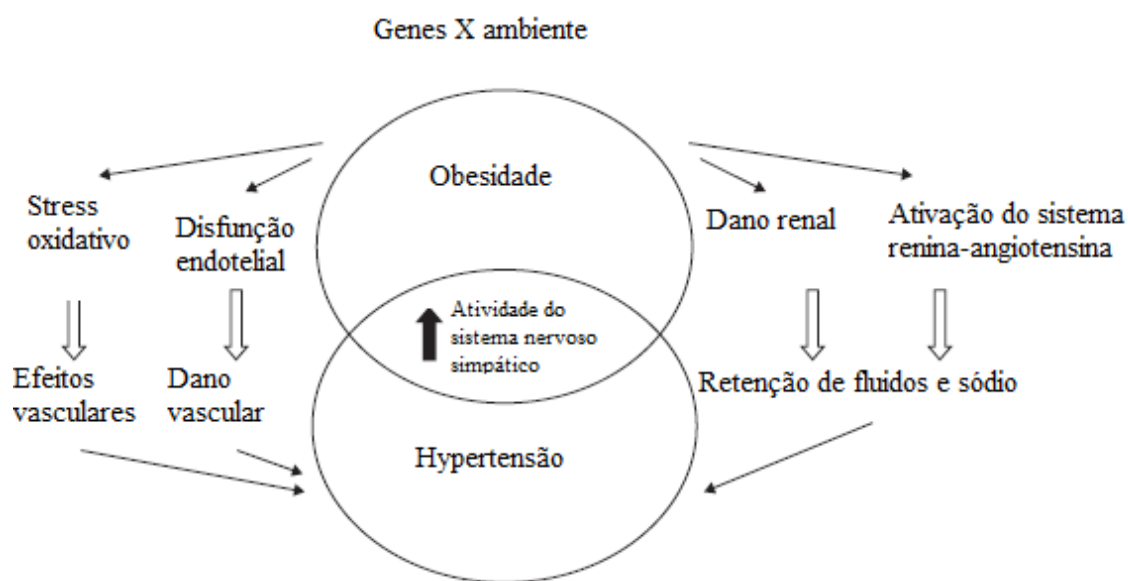 Genes X ambiente
Obesidade
Stress
oxidativo
Disfunção
endotelial
Dano renal
Ativação do sistema
renina-angiotensina
Atividade do
sistema nervoso
simpático
Efeitos
vasculares
Dano
vascular
Retenção de fluidos e sódio
Hypertensão